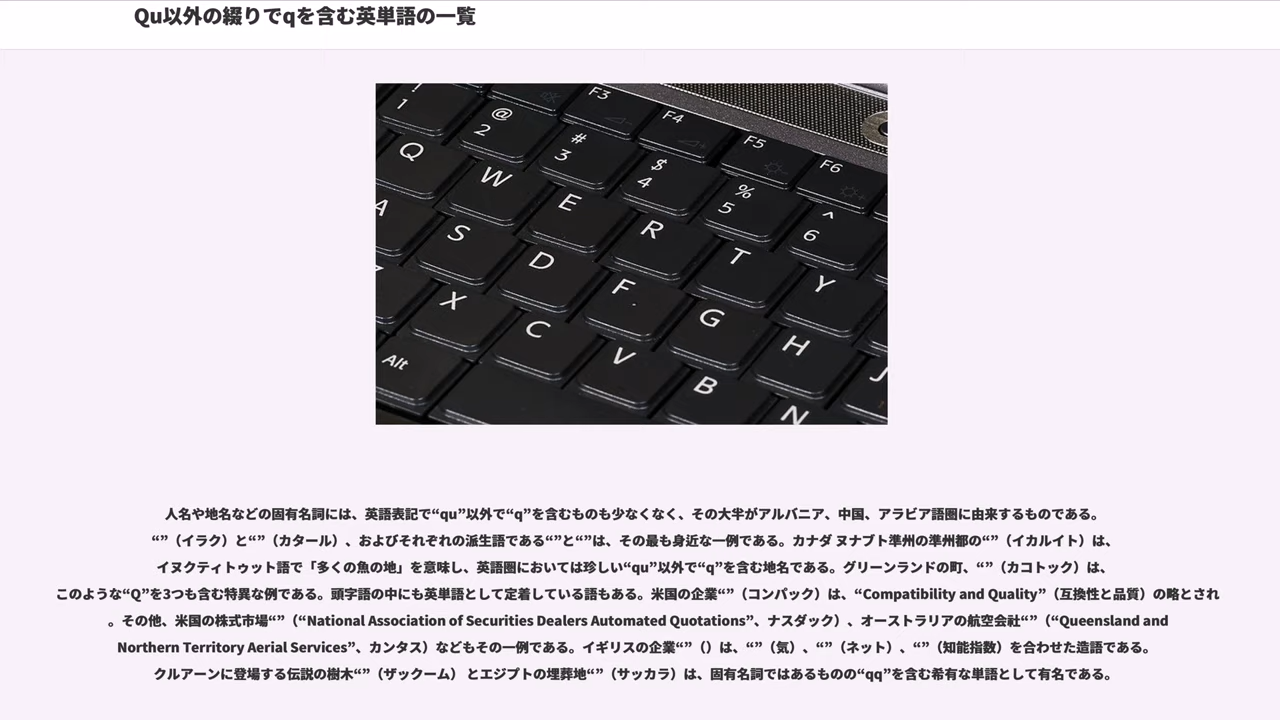 Qu以外の綴りでqを含む英単語の一覧
!
1
@
2
#
3
$
4
%
5
^
6
F3
F4
F5
F6
Q
W
E
R
T
Y
A
S
D
F
G
H
J
Z
X
C
V
B
N
Alt
人名や地名などの固有名詞には、英語表記で“qu”以外で“q”を含むものも少なくなく、その大半がアルバニア、中国、アラビア語圏に由来するものである。
“”（イラク）と“”（カタール）、およびそれぞれの派生語である“”と“”は、その最も身近な一例である。カナダ ヌナブト準州の準州都の“”（イカルイト）は、
イヌクティトゥット語で「多くの魚の地」を意味し、英語圏においては珍しい“qu”以外で“q”を含む地名である。グリーンランドの町、“”（カコトック）は、
このような“Q”を3つも含む特異な例である。頭字語の中にも英単語として定着している語もある。米国の企業“”（コンパック）は、“Compatibility and Quality”（互換性と品質）の略とされ
。その他、米国の株式市場“”（“National Association of Securities Dealers Automated Quotations”、ナスダック）、オーストラリアの航空会社“”（“Queensland and
Northern Territory Aerial Services”、カンタス）などもその一例である。イギリスの企業“”（）は、“”（気）、“”（ネット）、“”（知能指数）を合わせた造語である。
クルアーンに登場する伝説の樹木“”（ザックーム） とエジプトの埋葬地“”（サッカラ）は、固有名詞ではあるものの“qq”を含む希有な単語として有名である。